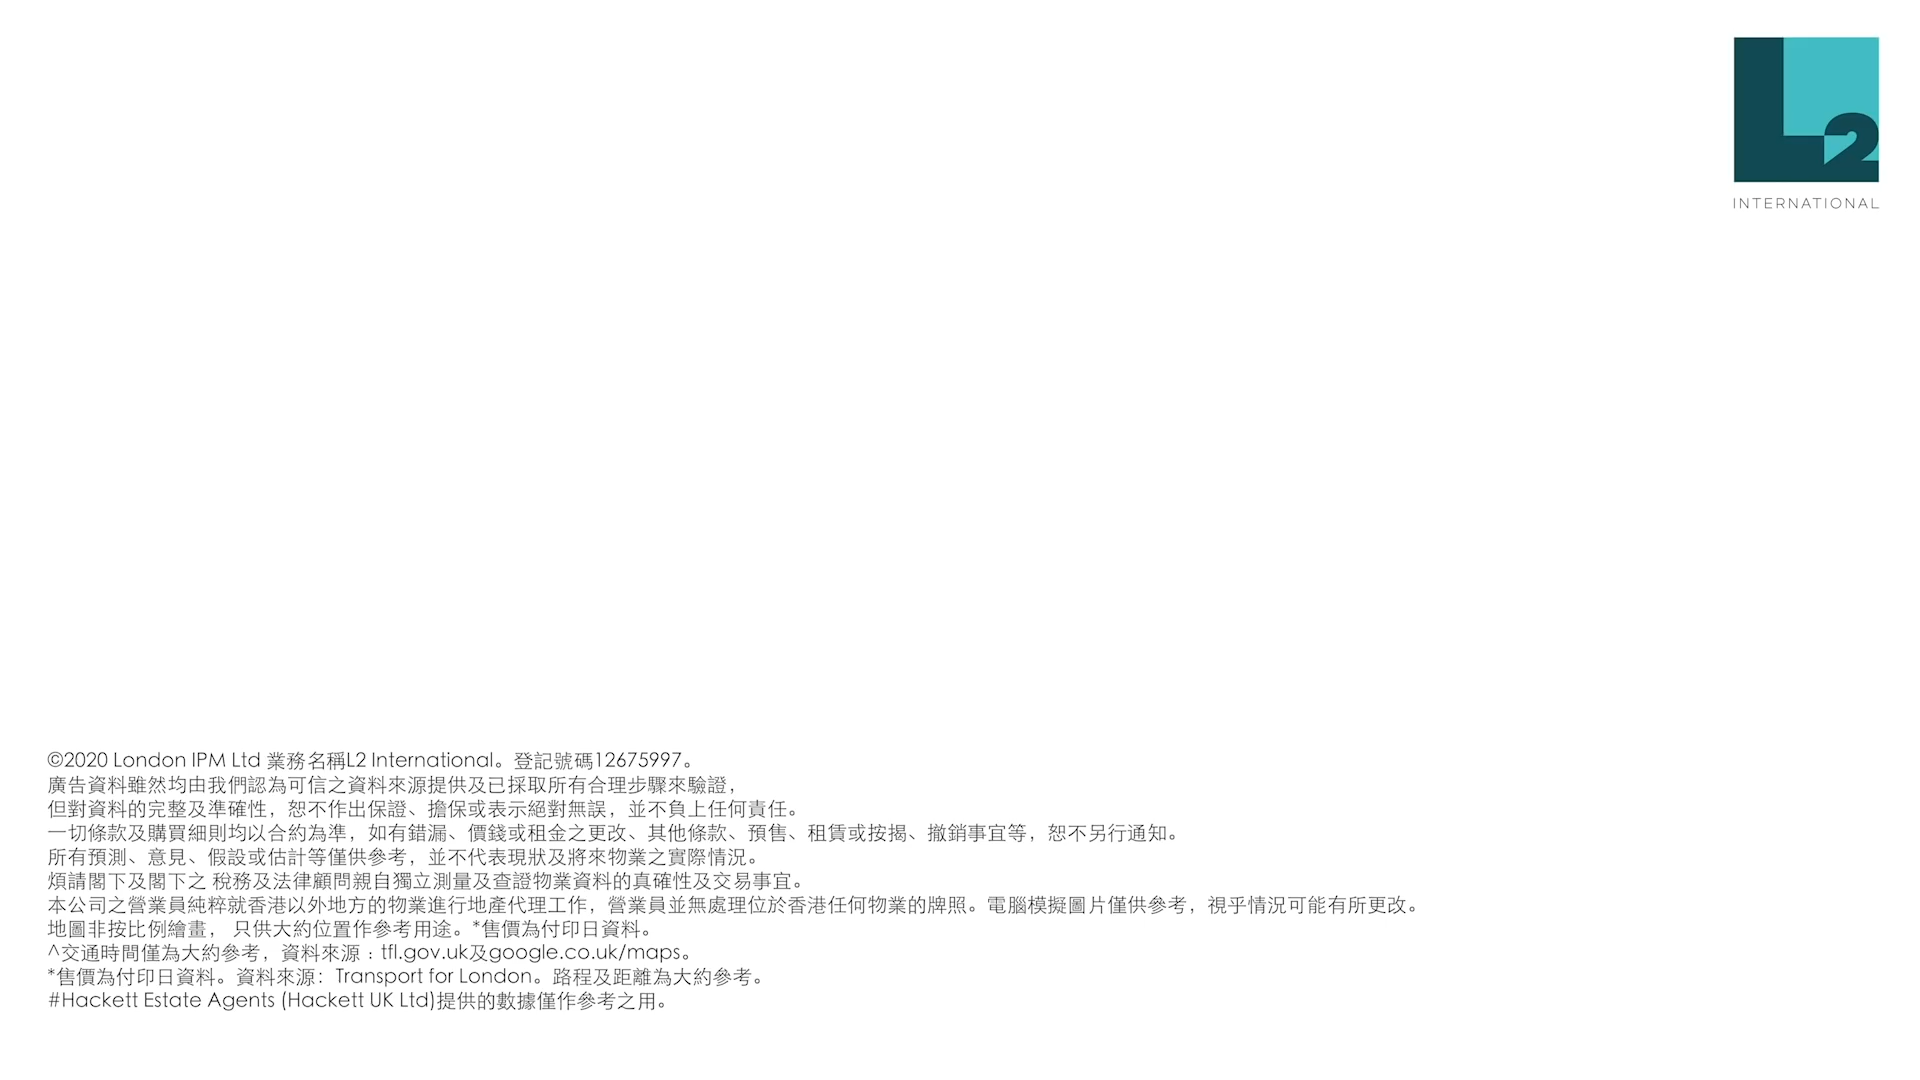 L2
INTERNATIONAL
©2020 London IPM Ltd 業務名稱L2 International。登記號碼12675997。
廣告資料雖然均由我們認為可信之資料來源提供及已採取所有合理步驟來驗證，
但對資料的完整及準確性，恕不作出保證、擔保或表示絕對無誤，並不負上任何責任。
一切條款及購買細則均以合約為準，如有錯漏、價錢或租金之更改、其他條款、預售、租賃或按揭、撤銷事宜等，恕不另行通知。
所有預測、意見、假設或估計等僅供參考，並不代表現狀及將來物業之實際情況。
煩請閣下及閣下之 稅務及法律顧問親自獨立測量及查證物業資料的真確性及交易事宜。
本公司之營業員純粹就香港以外地方的物業進行地產代理工作，營業員並無處理位於香港任何物業的牌照。電腦模擬圖片僅供參考，視乎情況可能有所更改。
地圖非按比例繪畫， 只供大約位置作參考用途。*售價為付印日資料。
^交通時間僅為大約參考，資料來源：tfl.gov.uk及google.co.uk/maps。
*售價為付印日資料。資料來源：Transport for London。路程及距離為大約參考。
#Hackett Estate Agents (Hackett UK Ltd)提供的數據僅作參考之用。